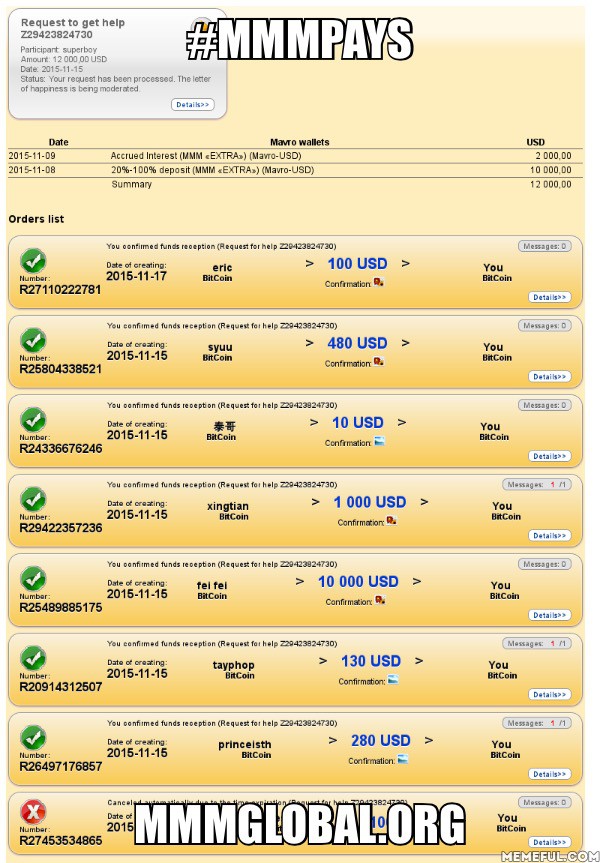 Request to get help
Z29423824730
#MMMPAYS
Participant: superboy
Amount: 12 000,00 USD
Date: 2015-11-15
Status: Your request has been processed. The letter
of happiness is being moderated.
Details>>
Date Mavro wallets USD
2015-11-09 Accrued Interest (MMM «EXTRA») (Mavro-USD) 2 000,00
2015-11-08 20%-100% deposit (MMM «EXTRA») (Mavro-USD) 10 000,00
Summary 12 000,00
Orders list
You confirmed funds reception (Request for help Z29423824730) Messages: 0
Date of creating: eric > 100 USD > You
2015-11-17 BitCoin BitCoin
Number: Confirmation:
R27110222781 Details>>
You confirmed funds reception (Request for help Z29423824730) Messages: 0
Date of creating: syuu > 480 USD > You
2015-11-15 BitCoin BitCoin
Number: Confirmation:
R25804338521 Details>>
You confirmed funds reception (Request for help Z29423824730) Messages: 0
Date of creating: 泰哥 > 10 USD > You
2015-11-15 BitCoin BitCoin
Number: Confirmation:
R24336676246 Details>>
You confirmed funds reception (Request for help Z29423824730) Messages: 1 /1
Date of creating: xingtian > 1 000 USD > You
2015-11-15 BitCoin BitCoin
Number: Confirmation:
R29422357236 Details>>
You confirmed funds reception (Request for help Z29423824730) Messages: 0
Date of creating: fei fei > 10 000 USD > You
2015-11-15 BitCoin BitCoin
Number: Confirmation:
R25489885175 Details>>
You confirmed funds reception (Request for help Z29423824730) Messages: 1 /1
Date of creating: tayphop > 130 USD > You
2015-11-15 BitCoin BitCoin
Number: Confirmation:
R20914312507 Details>>
You confirmed funds reception (Request for help Z29423824730) Messages: 1 /1
Date of creating: princeisth > 280 USD > You
2015-11-15 BitCoin BitCoin
Number: Confirmation:
R26497176857 Details>>
Canceled automatically due to the time expiration (Request for help Z29423824730) Messages: 0
You
BitCoin
Number:
R27453534865 Details>>
MMMGLOBAL.ORG
MEMEFUL.COM